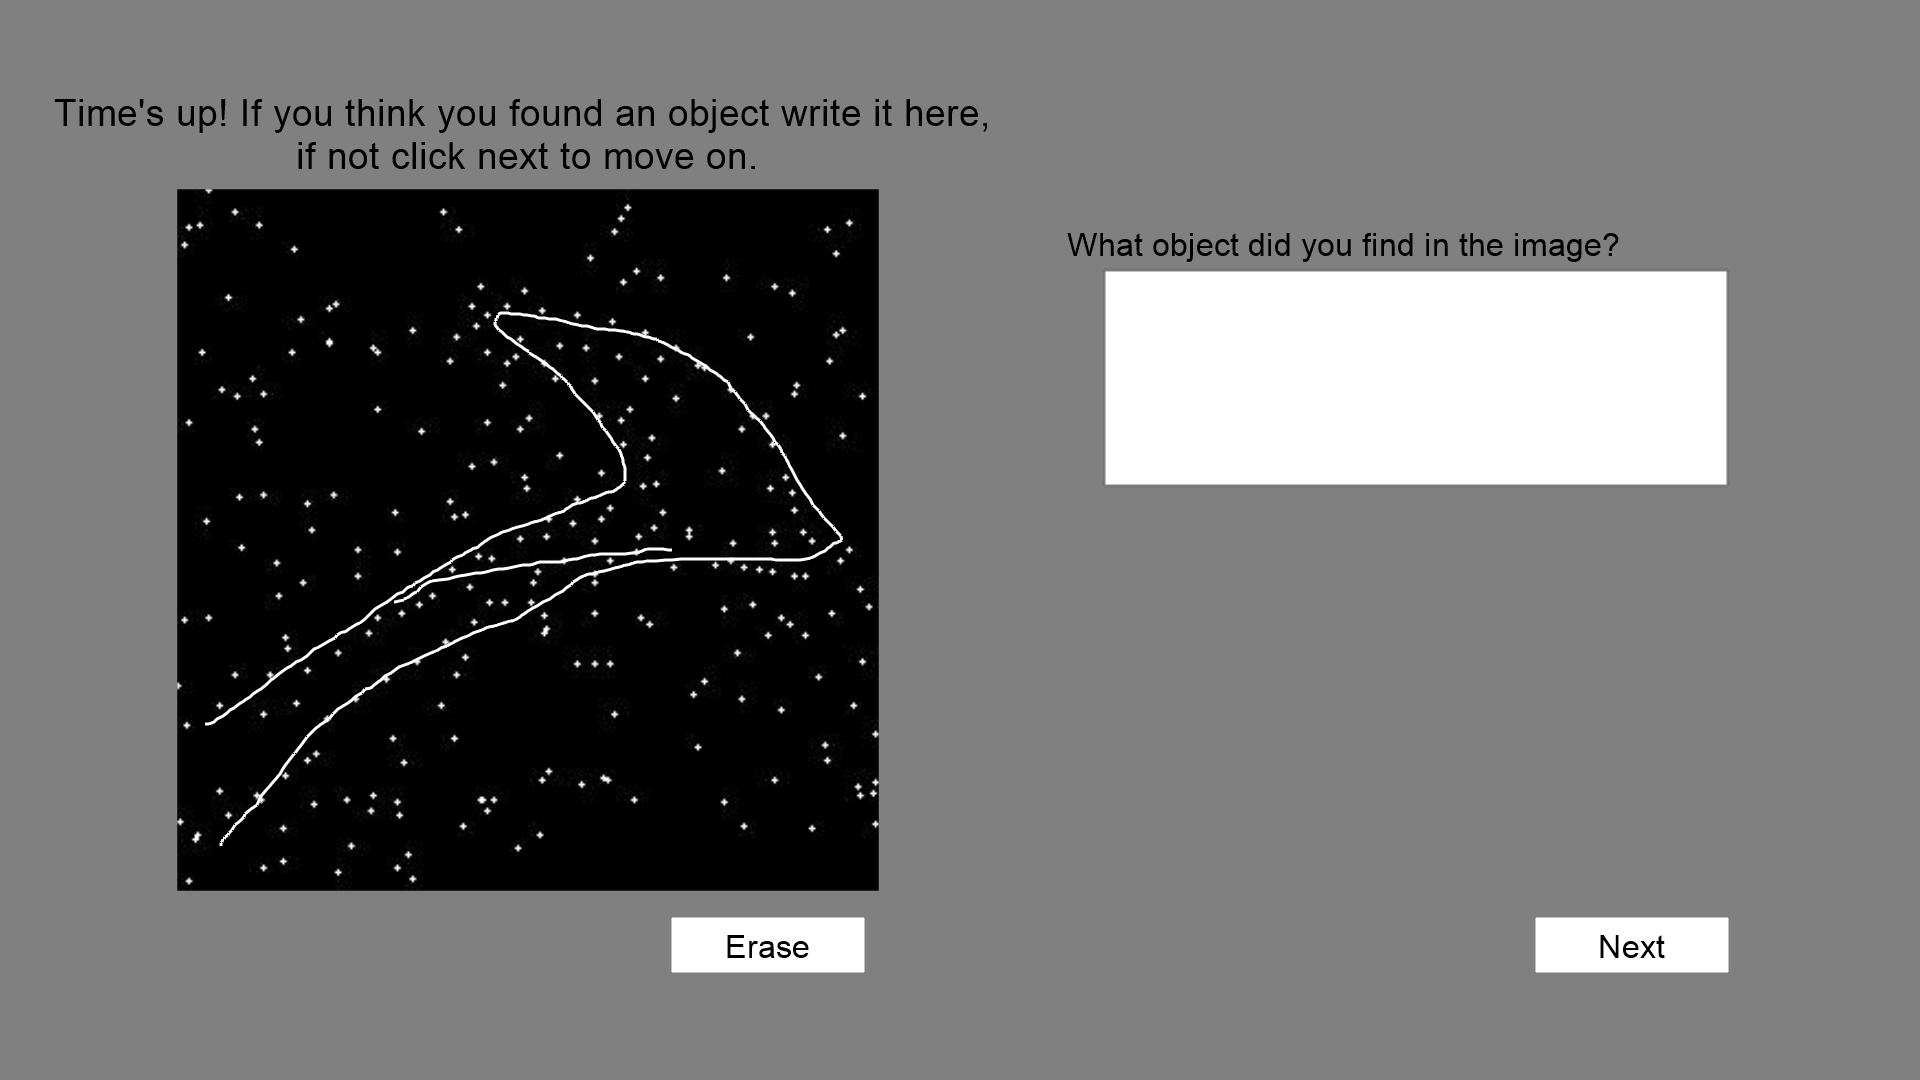 Time's up! If you think you found an object write it here,
if not click next to move on.
What object did you find in the image?
Erase
Next